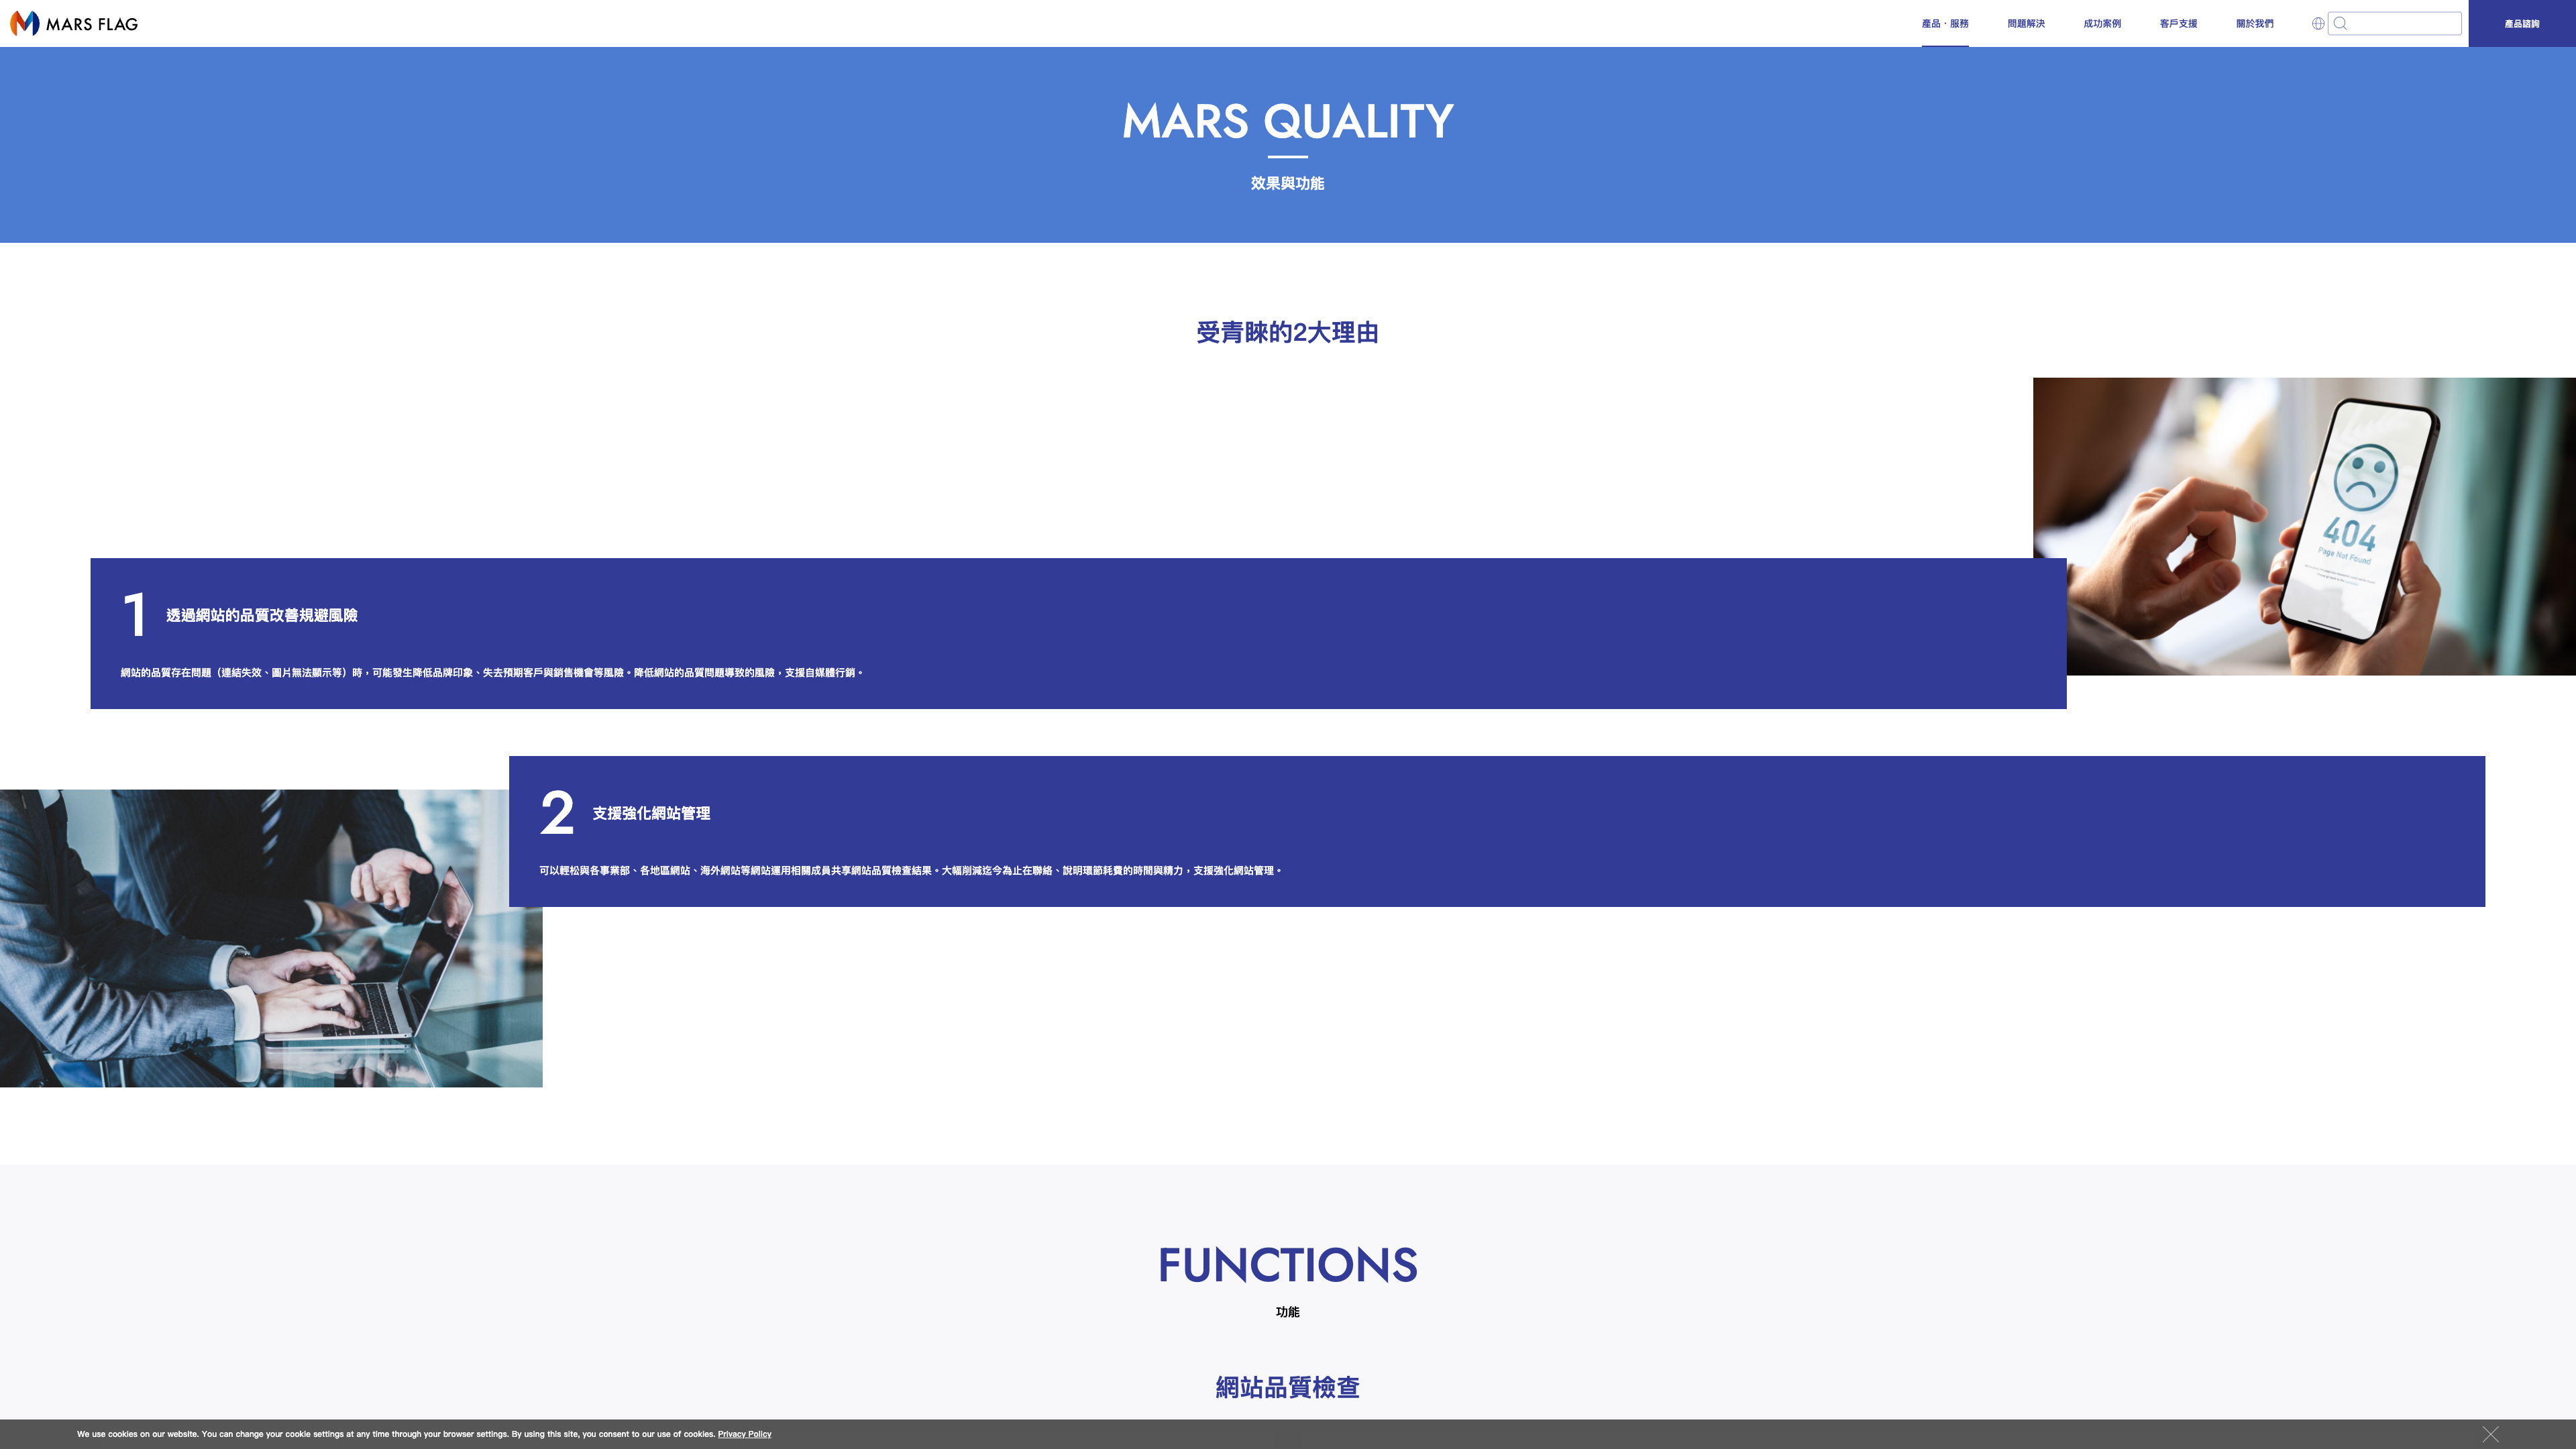 MARS FLAG
產品・服務
問題解決
成功案例
客戶支援
關於我們
產品諮詢
MARS QUALITY
效果與功能
受青睞的2大理由
404
Page Not Found
1 透過網站的品質改善規避風險
網站的品質存在問題（連結失效、圖片無法顯示等）時，可能發生降低品牌印象、失去預期客戶與銷售機會等風險。降低網站的品質問題導致的風險，支援自媒體行銷。
2 支援強化網站管理
可以輕松與各事業部、各地區網站、海外網站等網站運用相關成員共享網站品質檢查結果。大幅削減迄今為止在聯絡、說明環節耗費的時間與精力，支援強化網站管理。
FUNCTIONS
功能
網站品質檢查
We use cookies on our website. You can change your cookie settings at any time through your browser settings. By using this site, you consent to our use of cookies. Privacy Policy